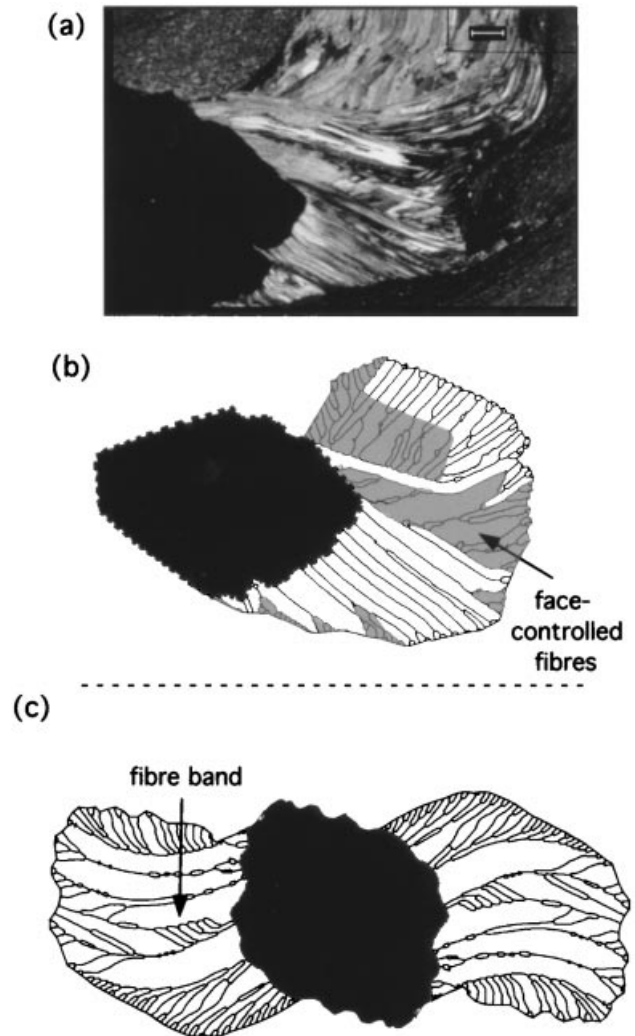 (a)
(b)
face-
controlled
fibres
(c)
fibre band